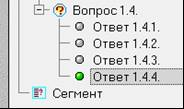 Вопрос 1.4.
Ответ 1.4.1.
Ответ 1.4.2.
Ответ 1.4.3.
Ответ 1.4.4.
Сегмент